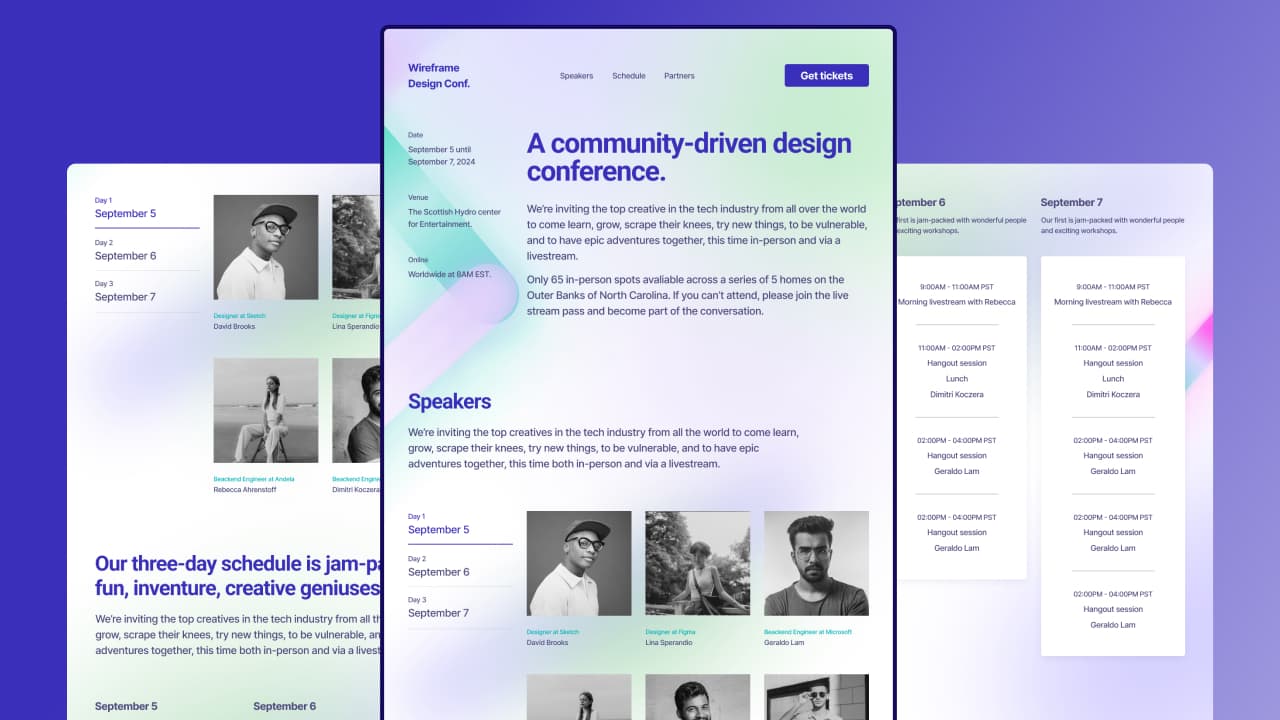 Wireframe
Design Conf.
Speakers
Schedule
Partners
Get tickets
Date
September 5 until
September 7, 2024
Venue
The Scottish Hydro center
for Entertainment.
Online
Worldwide at 8AM EST.
A community-driven design
conference.
We're inviting the top creative in the tech industry from all over the world
to come learn, grow, scrape their knees, try new things, to be vulnerable,
and to have epic adventures together, this time in-person and via a
livestream.
Only 65 in-person spots avaliable across a series of 5 homes on the
Outer Banks of North Carolina. If you can't attend, please join the live
stream pass and become part of the conversation.
Speakers
We're inviting the top creatives in the tech industry from all the world to come learn,
grow, scrape their knees, try new things, to be vulnerable, and to have epic
adventures together, this time both in-person and via a livestream.
Day 1
September 5
Day 2
September 6
Day 3
September 7
Designer at Sketch
David Brooks
Designer at Figma
Lina Sperandio
Beackend Engineer at Microsoft
Geraldo Lam
Day 1
September 5
Day 2
September 6
Day 3
September 7
Designer at Sketch
David Brooks
Designer at Figma
Lina Sperandio
Beackend Engineer at Andela
Rebecca Ahrenstoff
Beackend Engine
Dimitri Koczera
Our three-day schedule is jam-pa
fun, inventure, creative geniuses
We're inviting the top creatives in the tech industry from all th
grow, scrape their knees, try new things, to be vulnerable, an
adventures together, this time both in-person and via a livest
September 5
September 6
ptember 6
first is jam-packed with wonderful people
exciting workshops.
9:00AM - 11:00AM PST
Morning livestream with Rebecca
11:00AM - 02:00PM PST
Hangout session
Lunch
Dimitri Koczera
02:00PM - 04:00PM PST
Hangout session
Geraldo Lam
02:00PM - 04:00PM PST
Hangout session
Geraldo Lam
September 7
Our first is jam-packed with wonderful people
and exciting workshops.
9:00AM - 11:00AM PST
Morning livestream with Rebecca
11:00AM - 02:00PM PST
Hangout session
Lunch
Dimitri Koczera
02:00PM - 04:00PM PST
Hangout session
Geraldo Lam
02:00PM - 04:00PM PST
Hangout session
Geraldo Lam
02:00PM - 04:00PM PST
Hangout session
Geraldo Lam